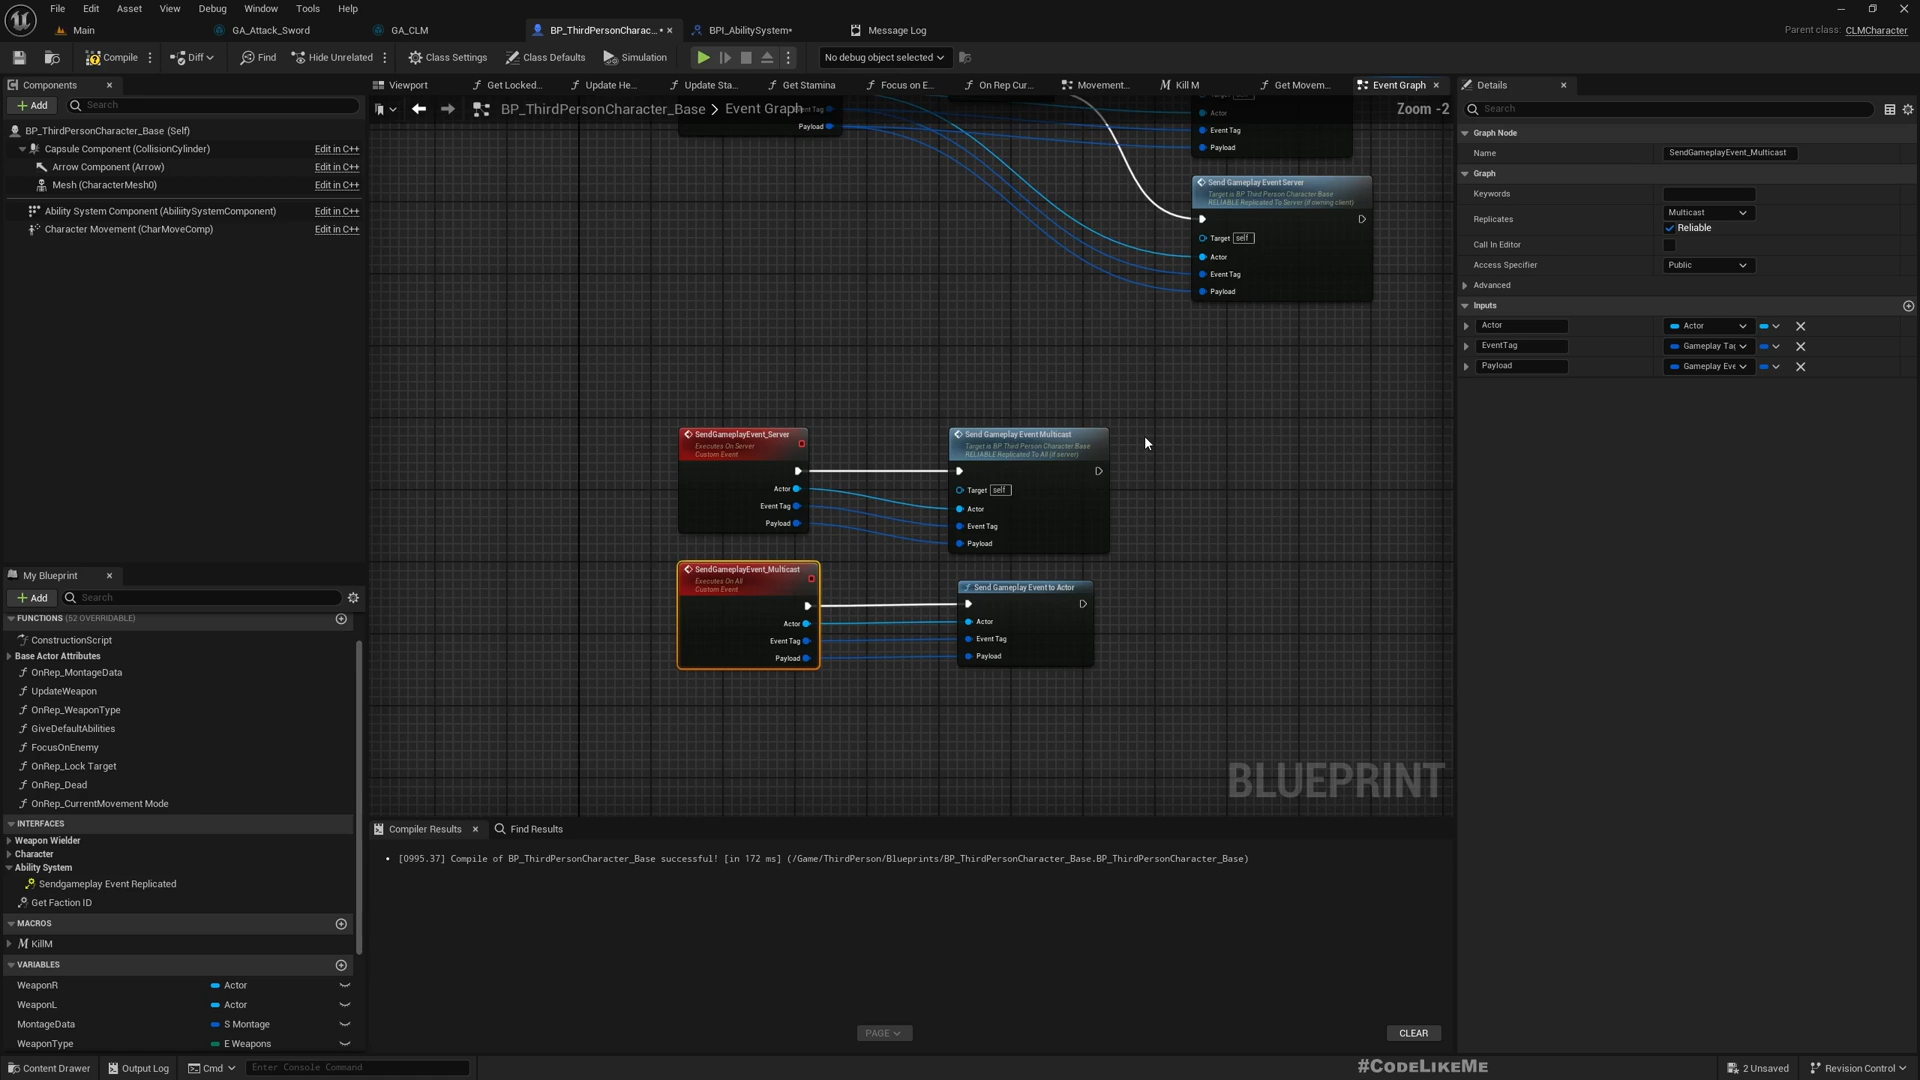 File Edit Asset View Window Debug Tools Help
Main
GA_Attack_Sword
GA_CLM
BP_ThirdPersonCharac...•
BPI_AbilitySystem•
Message Log
Parent class: CLMCharacter
Compile
Diff
Find
Hide Unrelated
Class Settings
Class Defaults
Simulation
No debug object selected
Components
Add
Search
BP_ThirdPersonCharacter_Base (Self)
Capsule Component (CollisionCylinder) Edit in C++
Arrow Component (Arrow) Edit in C++
Mesh (CharacterMesh0) Edit in C++
Ability System Component (AbiliitySystemComponent) Edit in C++
Character Movement (CharMoveComp) Edit in C++
My Blueprint
Add
Search
FUNCTIONS (52 OVERRIDABLE)
ConstructionScript
Base Actor Attributes
OnRep_MontageData
UpdateWeapon
OnRep_WeaponType
GiveDefaultAbilities
FocusOnEnemy
OnRep_Lock Target
OnRep_Dead
OnRep_CurrentMovement Mode
INTERFACES
Weapon Wielder
Character
Ability System
Sendgameplay Event Replicated
Get Faction ID
MACROS
KillM
VARIABLES
WeaponR Actor
WeaponL Actor
MontageData S Montage
WeaponType E Weapons
Viewport
Get Locked...
Update He...
Update Sta...
Get Stamina
Focus on E...
On Rep Cur...
Movement...
Kill M
Get Movem...
Event Graph
BP_ThirdPersonCharacter_Base > Event Graph
Zoom -2
Payload
Actor
Event Tag
Payload
Send Gameplay Event Server
Target is BP Third Person Character Base
RELIABLE Replicated To Server (if owning client)
Target self
Actor
Event Tag
Payload
SendGameplayEvent_Server
Executes On Server
Custom Event
Actor
Event Tag
Payload
Send Gameplay Event Multicast
Target is BP Third Person Character Base
RELIABLE Replicated To All (if server)
Target self
Actor
Event Tag
Payload
SendGameplayEvent_Multicast
Executes On All
Custom Event
Actor
Event Tag
Payload
Send Gameplay Event to Actor
Actor
Event Tag
Payload
BLUEPRINT
Compiler Results
Find Results
• [0995.37] Compile of BP_ThirdPersonCharacter_Base successful! [in 172 ms] (/Game/ThirdPerson/Blueprints/BP_ThirdPersonCharacter_Base.BP_ThirdPersonCharacter_Base)
PAGE
CLEAR
Details
Search
Graph Node
Name SendGameplayEvent_Multicast
Graph
Keywords
Replicates Multicast
Reliable
Call In Editor
Access Specifier Public
Advanced
Inputs
Actor Actor
EventTag Gameplay Tag
Payload Gameplay Eve
Content Drawer
Output Log
Cmd
Enter Console Command
#CODELIKEME
2 Unsaved
Revision Control